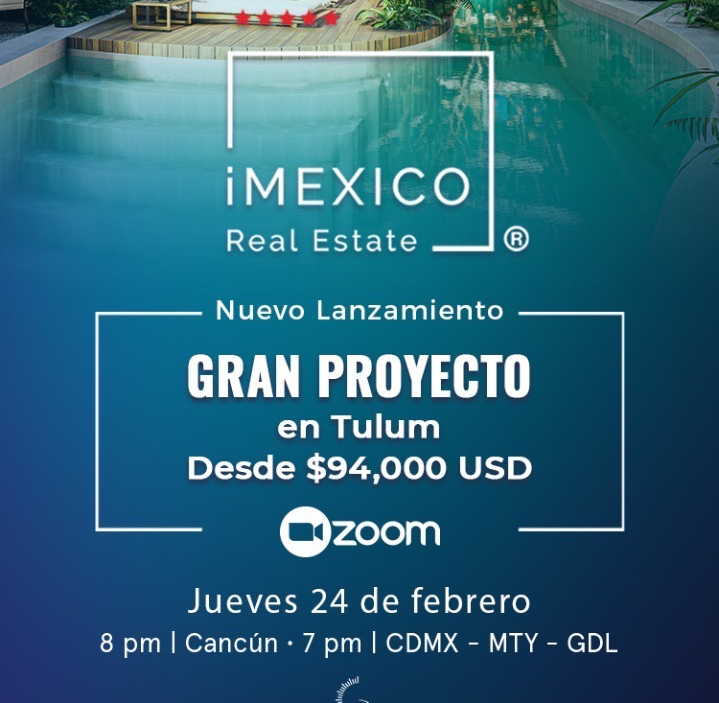 iMEXICO
Real Estate ®
Nuevo Lanzamiento
GRAN PROYECTO
en Tulum
Desde $94,000 USD
zoom
Jueves 24 de febrero
8 pm | Cancún · 7 pm | CDMX - MTY - GDL